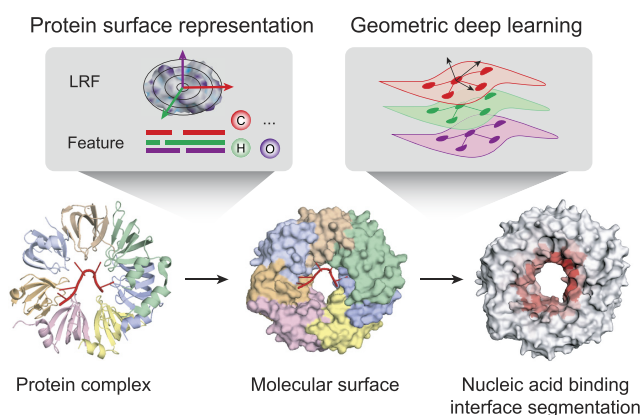 Protein surface representation
Geometric deep learning
LRF
C ...
Feature
H O
Protein complex
Molecular surface
Nucleic acid binding
interface segmentation